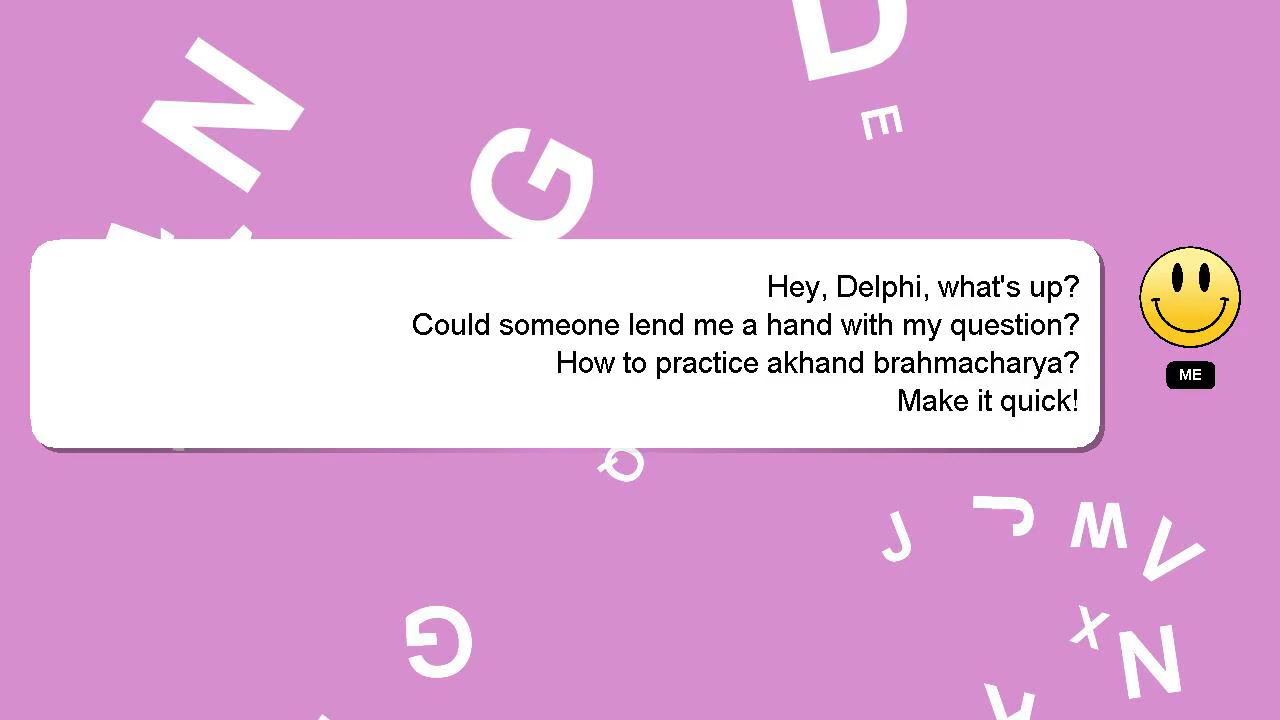 Hey, Delphi, what's up?
Could someone lend me a hand with my question?
How to practice akhand brahmacharya?
Make it quick!
ME
N
G
D
E
Q
J
J
W
V
X
N
G